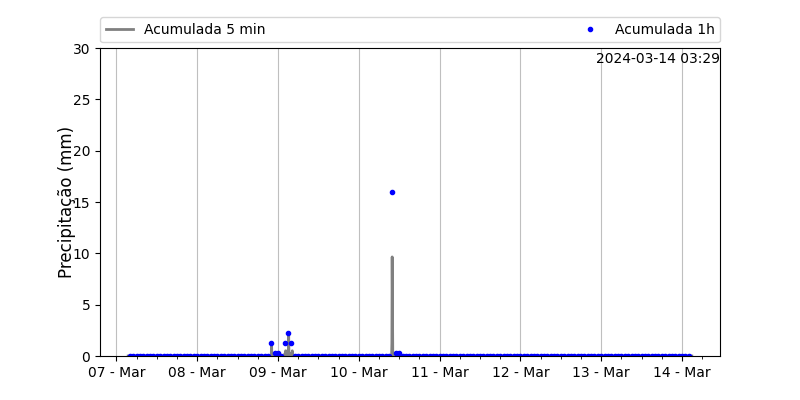 Acumulada 5 min
Acumulada 1h
2024-03-14 03:29
Precipitação (mm)
30
25
20
15
10
5
0
07 - Mar
08 - Mar
09 - Mar
10 - Mar
11 - Mar
12 - Mar
13 - Mar
14 - Mar